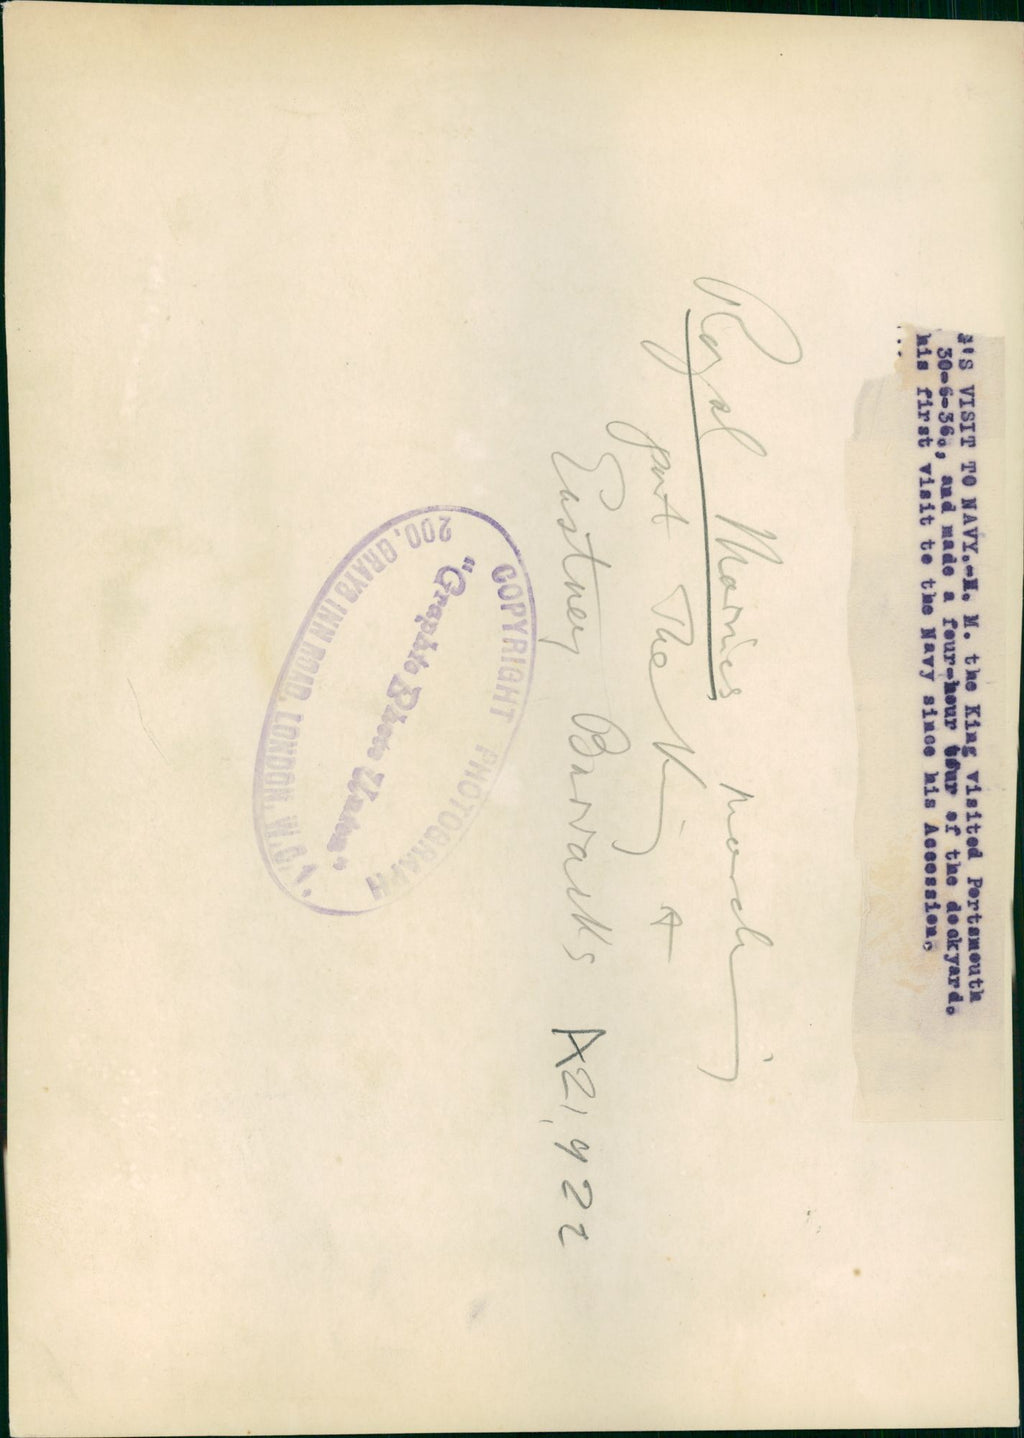 'S VISIT TO NAVY.-H. M. the King visited Portsmouth
30-6-36., and made a four-hour tour of the dockyard.
his first visit to the Navy since his Accession.
Royal Marines marching
past The King A
Eastney Barracks A21,922
COPYRIGHT PHOTOGRAPH
"Graphic Photo Union"
200, GRAYS INN ROAD, LONDON, W.C.1.